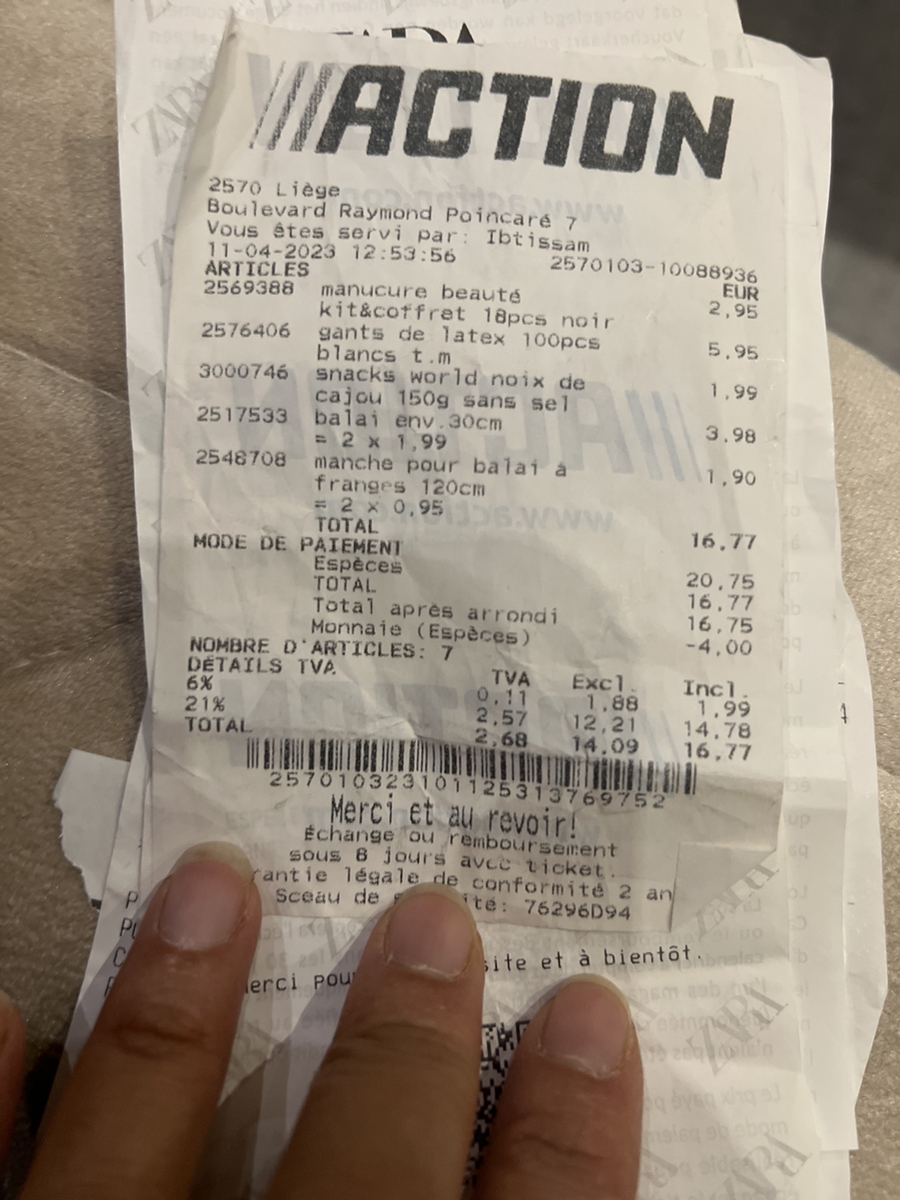 ///ACTION
2570 Liège
Boulevard Raymond Poincaré 7
Vous êtes servi par: Ibtissam
11-04-2023 12:53:56 2570103-10088936
ARTICLES EUR
2569388 manucure beauté 2,95
kit&coffret 18pcs noir
2576406 gants de latex 100pcs 5,95
blancs t.m
3000746 snacks world noix de 1,99
cajou 150g sans sel
2517533 balai env.30cm 3,98
= 2 x 1,99
2548708 manche pour balai à 1,90
franges 120cm
= 2 x 0,95
TOTAL 16,77
MODE DE PAIEMENT
Espèces 20,75
TOTAL 16,77
Total après arrondi 16,75
Monnaie (Espèces) -4,00
NOMBRE D'ARTICLES: 7
DÉTAILS TVA TVA Excl. Incl.
6% 0,11 1,88 1,99
21% 2,57 12,21 14,78
TOTAL 2,68 14,09 16,77
257010323101125313769752
Merci et au revoir!
Échange ou remboursement
sous 8 jours avec ticket.
légale de conformité 2 an
Sceau de : 76296D94
et à bientôt.
ZARA